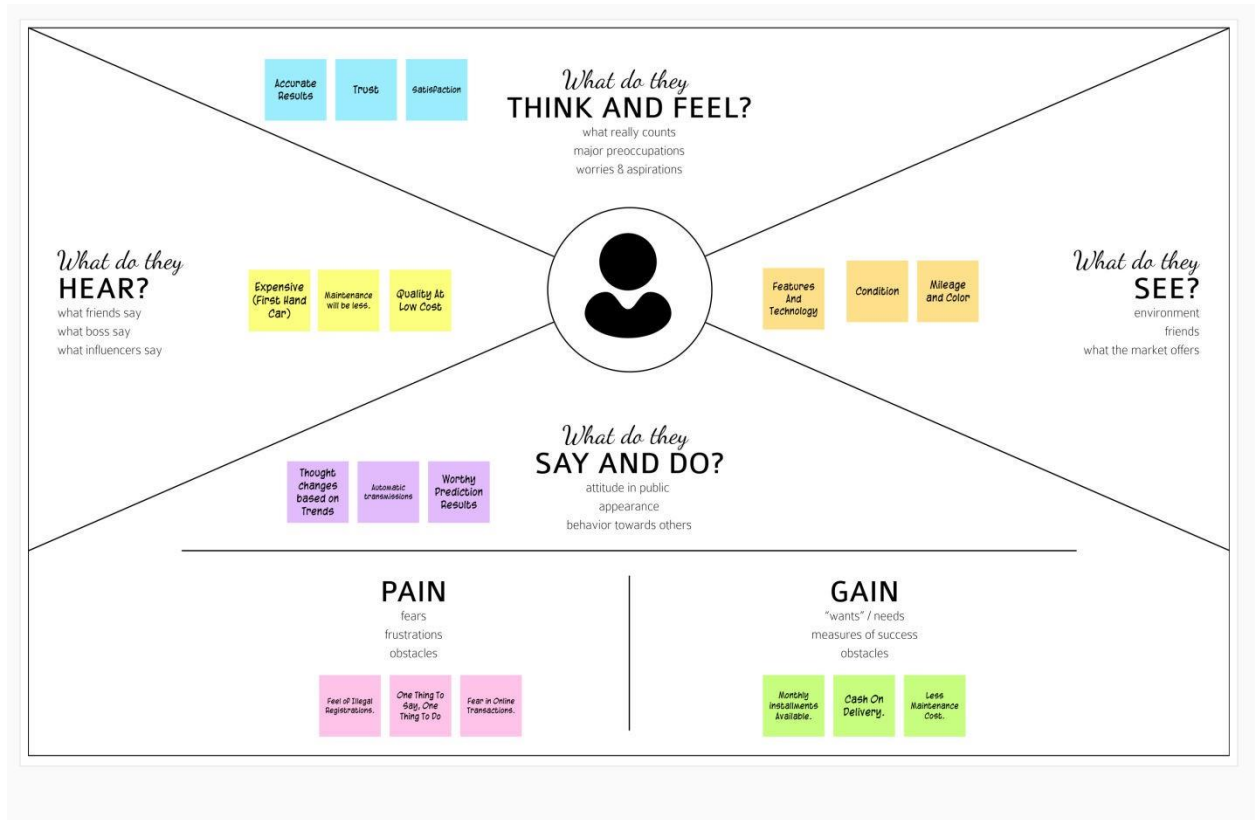 Accurate
Results
Trust
Satisfaction
What do they
THINK AND FEEL?
what really counts
major preoccupations
worries & aspirations
What do they
HEAR?
what friends say
what boss say
what influencers say
Expensive
(First Hand
Car)
Maintenance
will be less.
Quality At
Low Cost
Features
And
Technology
Condition
Mileage
and Color
What do they
SEE?
environment
friends
what the market offers
What do they
SAY AND DO?
attitude in public
appearance
behavior towards others
Thought
changes
based on
Trends
Automatic
transmissions
Worthy
Prediction
Results
PAIN
fears
frustrations
obstacles
Feel of Illegal
Registrations.
One Thing To
Say, One
Thing To Do
Fear in Online
Transactions.
GAIN
"wants" / needs
measures of success
obstacles
Monthly
installments
Available.
Cash On
Delivery.
Less
Maintenance
Cost.